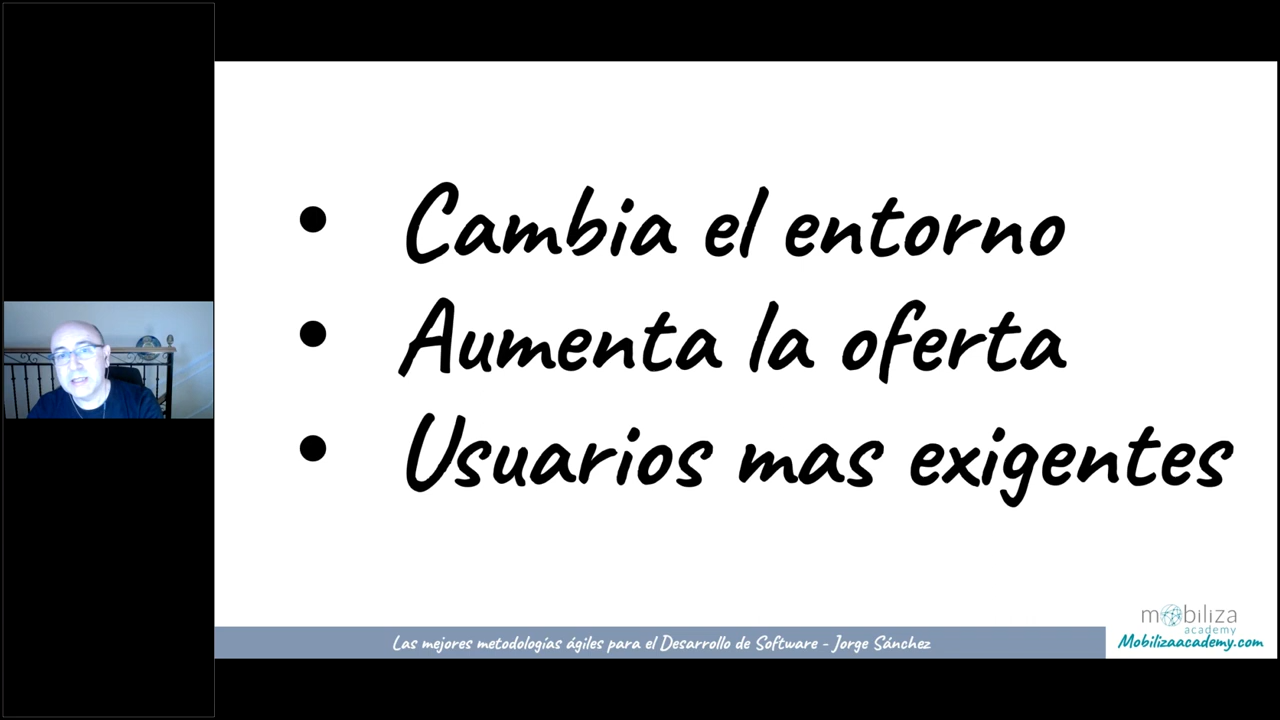 • Cambia el entorno
• Aumenta la oferta
• Usuarios mas exigentes
mobiliza
academy
Las mejores metodologías ágiles para el Desarrollo de Software - Jorge Sánchez
Mobilizaacademy.com